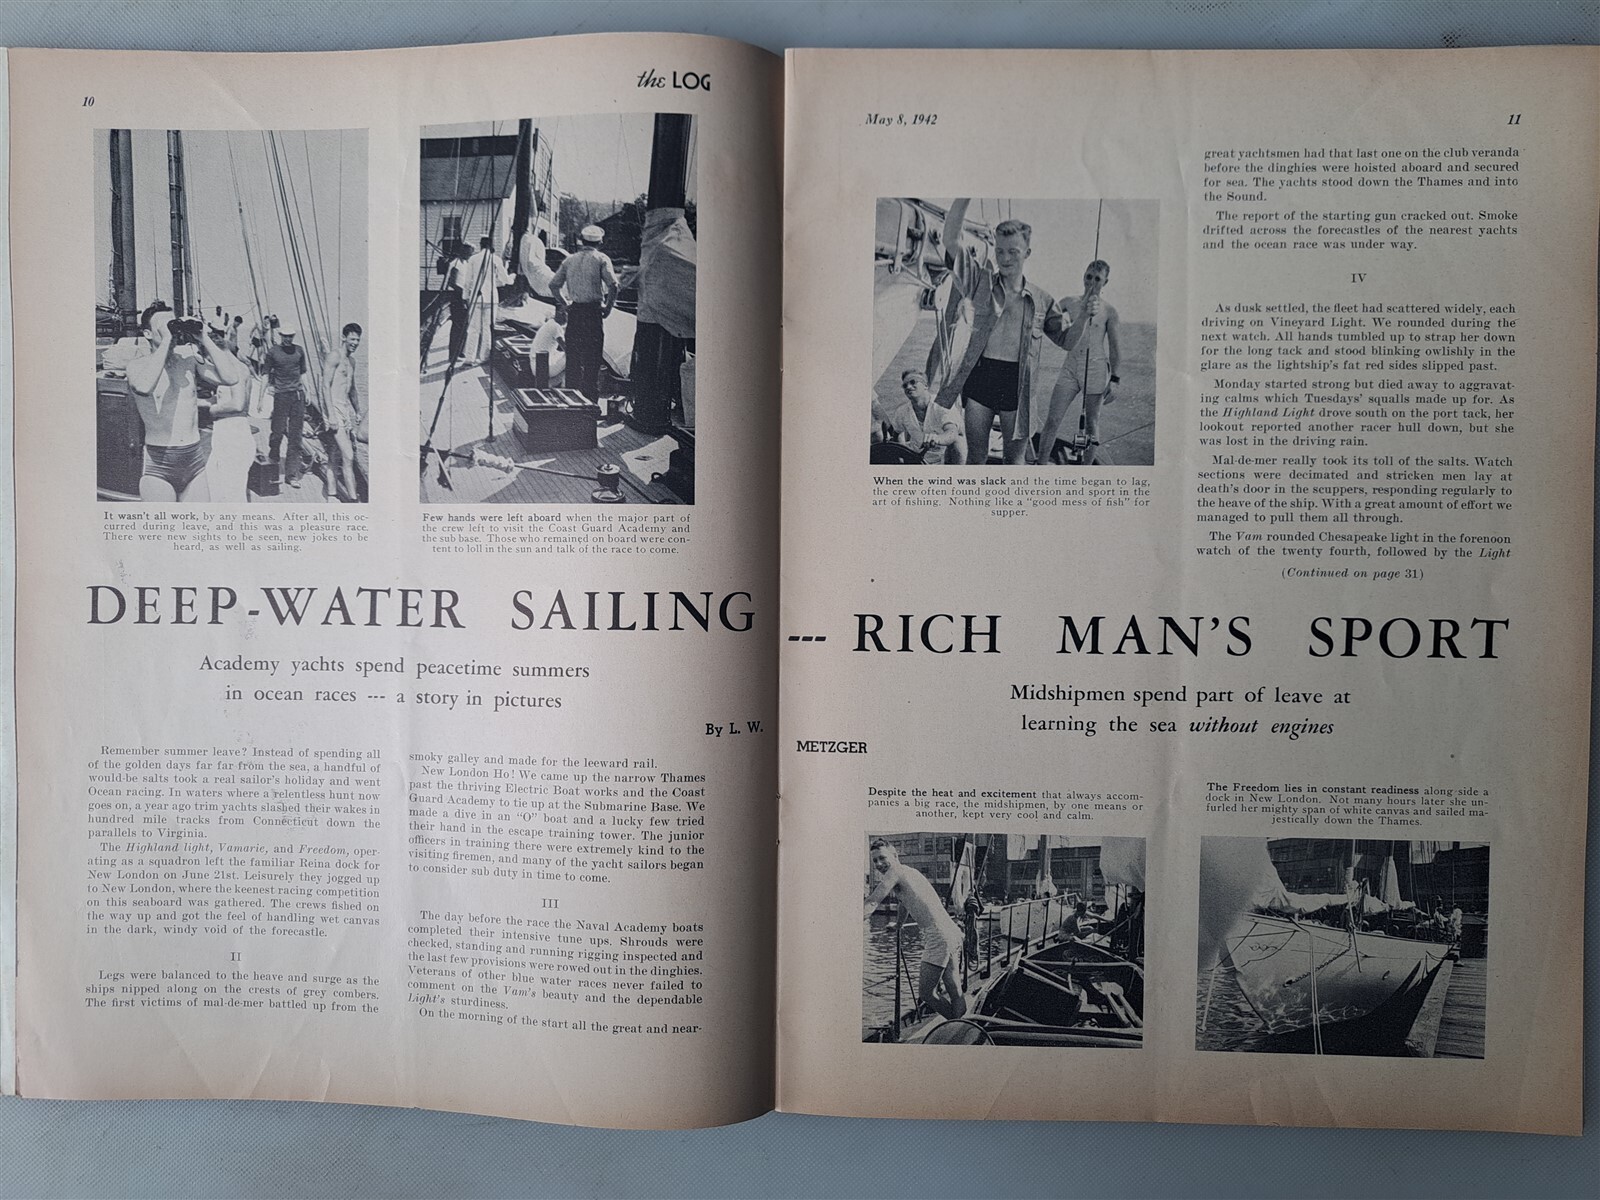 10
the LOG
It wasn't all work, by any means. After all, this oc-
curred during leave, and this was a pleasure race.
There were new sights to be seen, new jokes to be
heard, as well as sailing.
Few hands were left aboard when the major part of
the crew left to visit the Coast Guard Academy and
the sub base. Those who remained on board were con-
tent to loll in the sun and talk of the race to come.
DEEP-WATER SAILING
Academy yachts spend peacetime summers
in ocean races --- a story in pictures
By L. W.
Remember summer leave? Instead of spending all
of the golden days far far from the sea, a handful of
would-be salts took a real sailor's holiday and went
Ocean racing. In waters where a relentless hunt now
goes on, a year ago trim yachts slashed their wakes in
hundred mile tracks from Connecticut down the
parallels to Virginia.
The Highland light, Vamarie, and Freedom, oper-
ating as a squadron left the familiar Reina dock for
New London on June 21st. Leisurely they jogged up
to New London, where the keenest racing competition
on this seaboard was gathered. The crews fished on
the way up and got the feel of handling wet canvas
in the dark, windy void of the forecastle.
II
Legs were balanced to the heave and surge as the
ships nipped along on the crests of grey combers.
The first victims of mal-de-mer battled up from the
smoky galley and made for the leeward rail.
New London Ho! We came up the narrow Thames
past the thriving Electric Boat works and the Coast
Guard Academy to tie up at the Submarine Base. We
made a dive in an "O" boat and a lucky few tried
their hand in the escape training tower. The junior
officers in training there were extremely kind to the
visiting firemen, and many of the yacht sailors began
to consider sub duty in time to come.
III
The day before the race the Naval Academy boats
completed their intensive tune ups. Shrouds were
checked, standing and running rigging inspected and
the last few provisions were rowed out in the dinghies.
Veterans of other blue water races never failed to
comment on the Vam's beauty and the dependable
Light's sturdiness.
On the morning of the start all the great and near-
May 8, 1942
11
When the wind was slack and the time began to lag,
the crew often found good diversion and sport in the
art of fishing. Nothing like a "good mess of fish" for
supper.
great yachtsmen had that last one on the club veranda
before the dinghies were hoisted aboard and secured
for sea. The yachts stood down the Thames and into
the Sound.
The report of the starting gun cracked out. Smoke
drifted across the forecastles of the nearest yachts
and the ocean race was under way.
IV
As dusk settled, the fleet had scattered widely, each
driving on Vineyard Light. We rounded during the
next watch. All hands tumbled up to strap her down
for the long tack and stood blinking owlishly in the
glare as the lightship's fat red sides slipped past.
Monday started strong but died away to aggravat-
ing calms which Tuesdays' squalls made up for. As
the Highland Light drove south on the port tack, her
lookout reported another racer hull down, but she
was lost in the driving rain.
Mal-de-mer really took its toll of the salts. Watch
sections were decimated and stricken men lay at
death's door in the scuppers, responding regularly to
the heave of the ship. With a great amount of effort we
managed to pull them all through.
The Vam rounded Chesapeake light in the forenoon
watch of the twenty fourth, followed by the Light
(Continued on page 31)
--- RICH MAN'S SPORT
Midshipmen spend part of leave at
learning the sea without engines
METZGER
Despite the heat and excitement that always accom-
panies a big race, the midshipmen, by one means or
another, kept very cool and calm.
The Freedom lies in constant readiness along side a
dock in New London. Not many hours later she un-
furled her mighty span of white canvas and sailed ma-
jestically down the Thames.